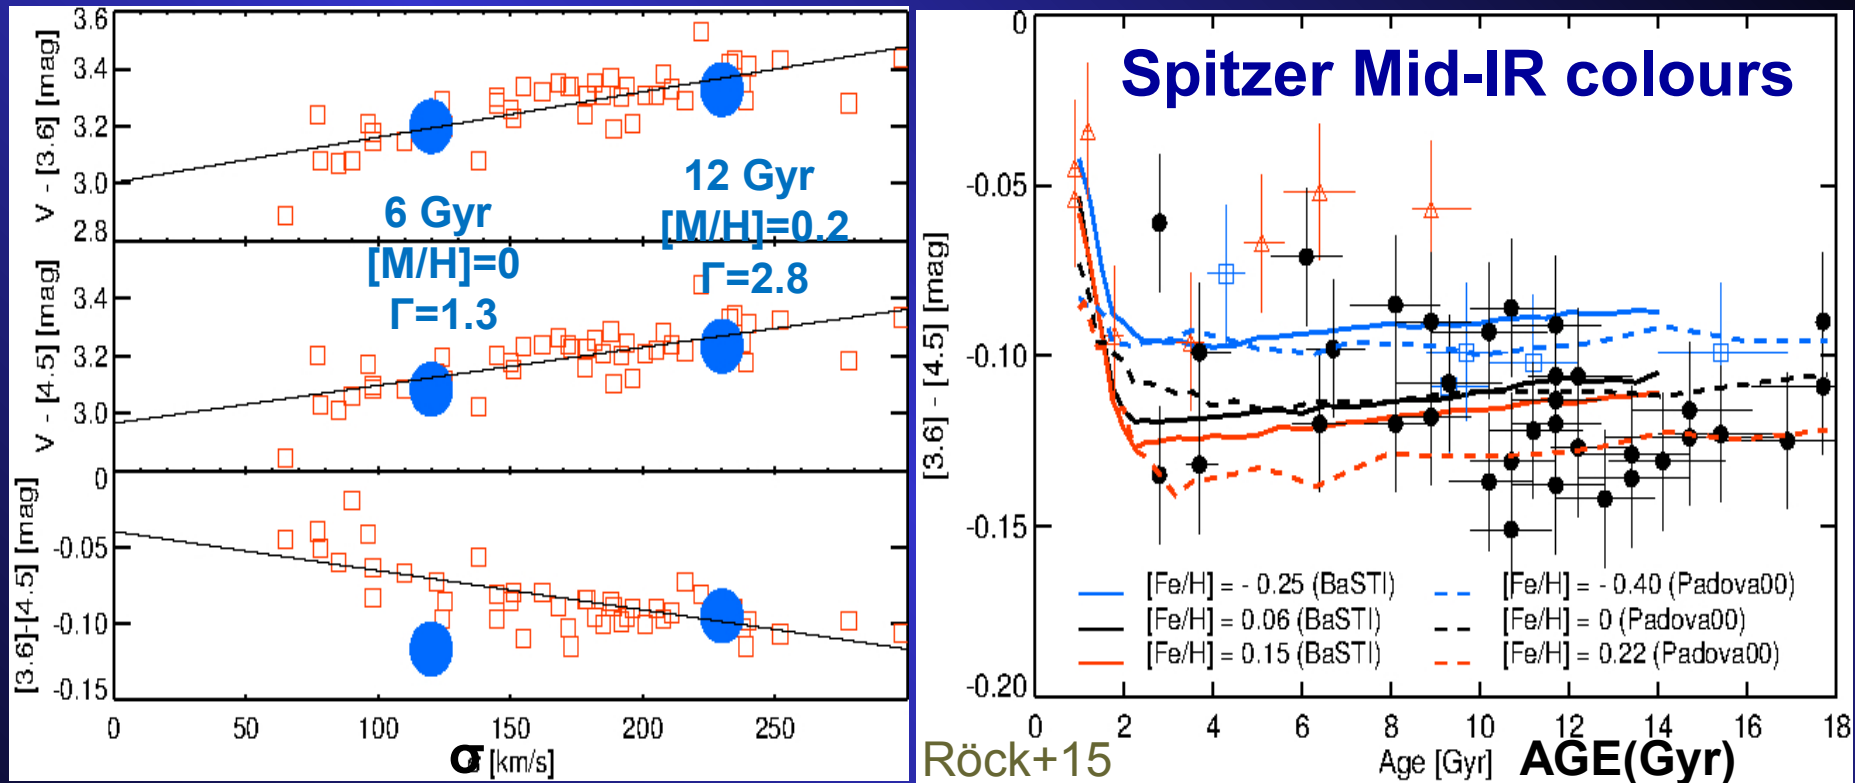 3.6
3.4
3.2
3.0
2.8
V - [3.6] [mag]
6 Gyr
[M/H]=0
Γ=1.3
12 Gyr
[M/H]=0.2
Γ=2.8
3.4
3.2
3.0
V - [4.5] [mag]
0
-0.05
-0.10
-0.15
[3.6]-[4.5] [mag]
0 50 100 150 200 250
σ [km/s]
Spitzer Mid-IR colours
0
-0.05
-0.10
-0.15
-0.20
[3.6] - [4.5] [mag]
[Fe/H] = - 0.25 (BaSTI)
[Fe/H] = 0.06 (BaSTI)
[Fe/H] = 0.15 (BaSTI)
[Fe/H] = - 0.40 (Padova00)
[Fe/H] = 0 (Padova00)
[Fe/H] = 0.22 (Padova00)
0 2 4 6 8 10 12 14 16 18
Röck+15
Age [Gyr] AGE(Gyr)